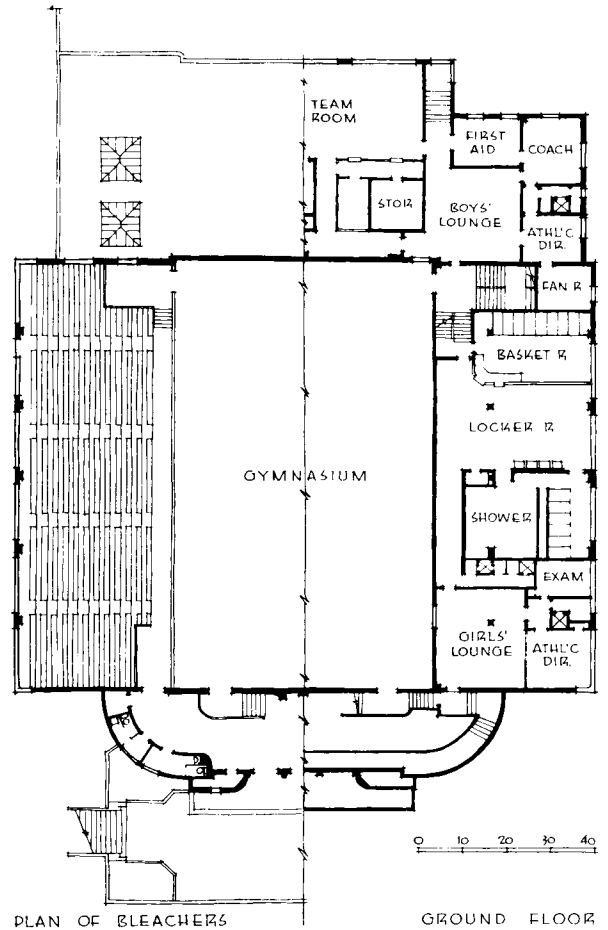 TEAM
ROOM
FIRST
AID
COACH
STOR
BOYS'
LOUNGE
ATHL'C
DIR.
FAN R
BASKET R
LOCKER R
GYMNASIUM
SHOWER
EXAM
GIRLS'
LOUNGE
ATHL'C
DIR.
0 10 20 30 40
PLAN OF BLEACHERS
GROUND FLOOR